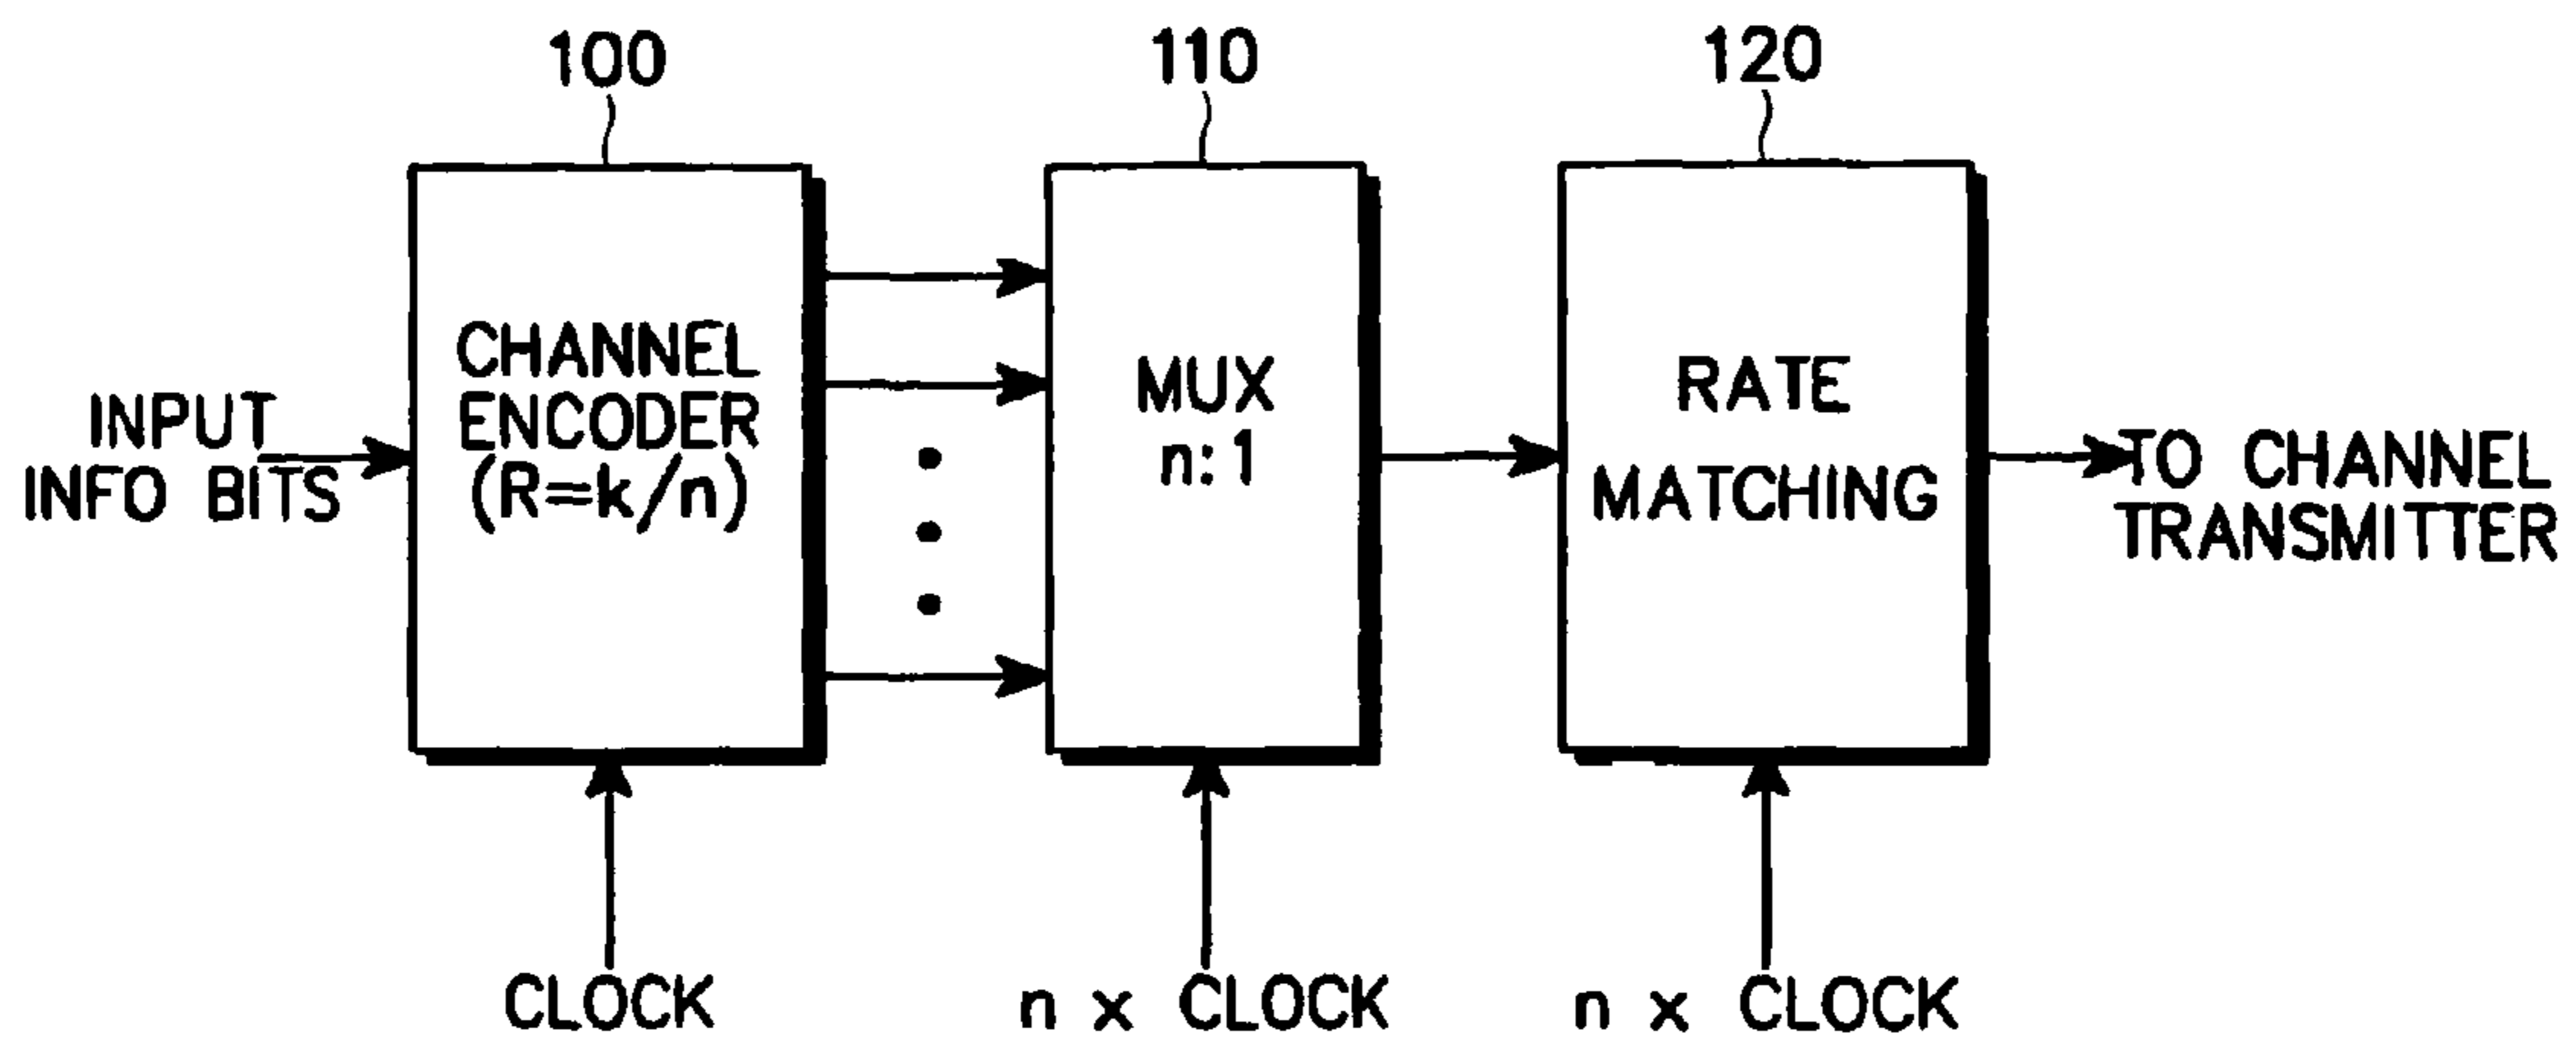 100
110
120
INPUT
INFO BITS
CHANNEL
ENCODER
(R=k/n)
MUX
n:1
RATE
MATCHING
TO CHANNEL
TRANSMITTER
CLOCK
n x CLOCK
n x CLOCK